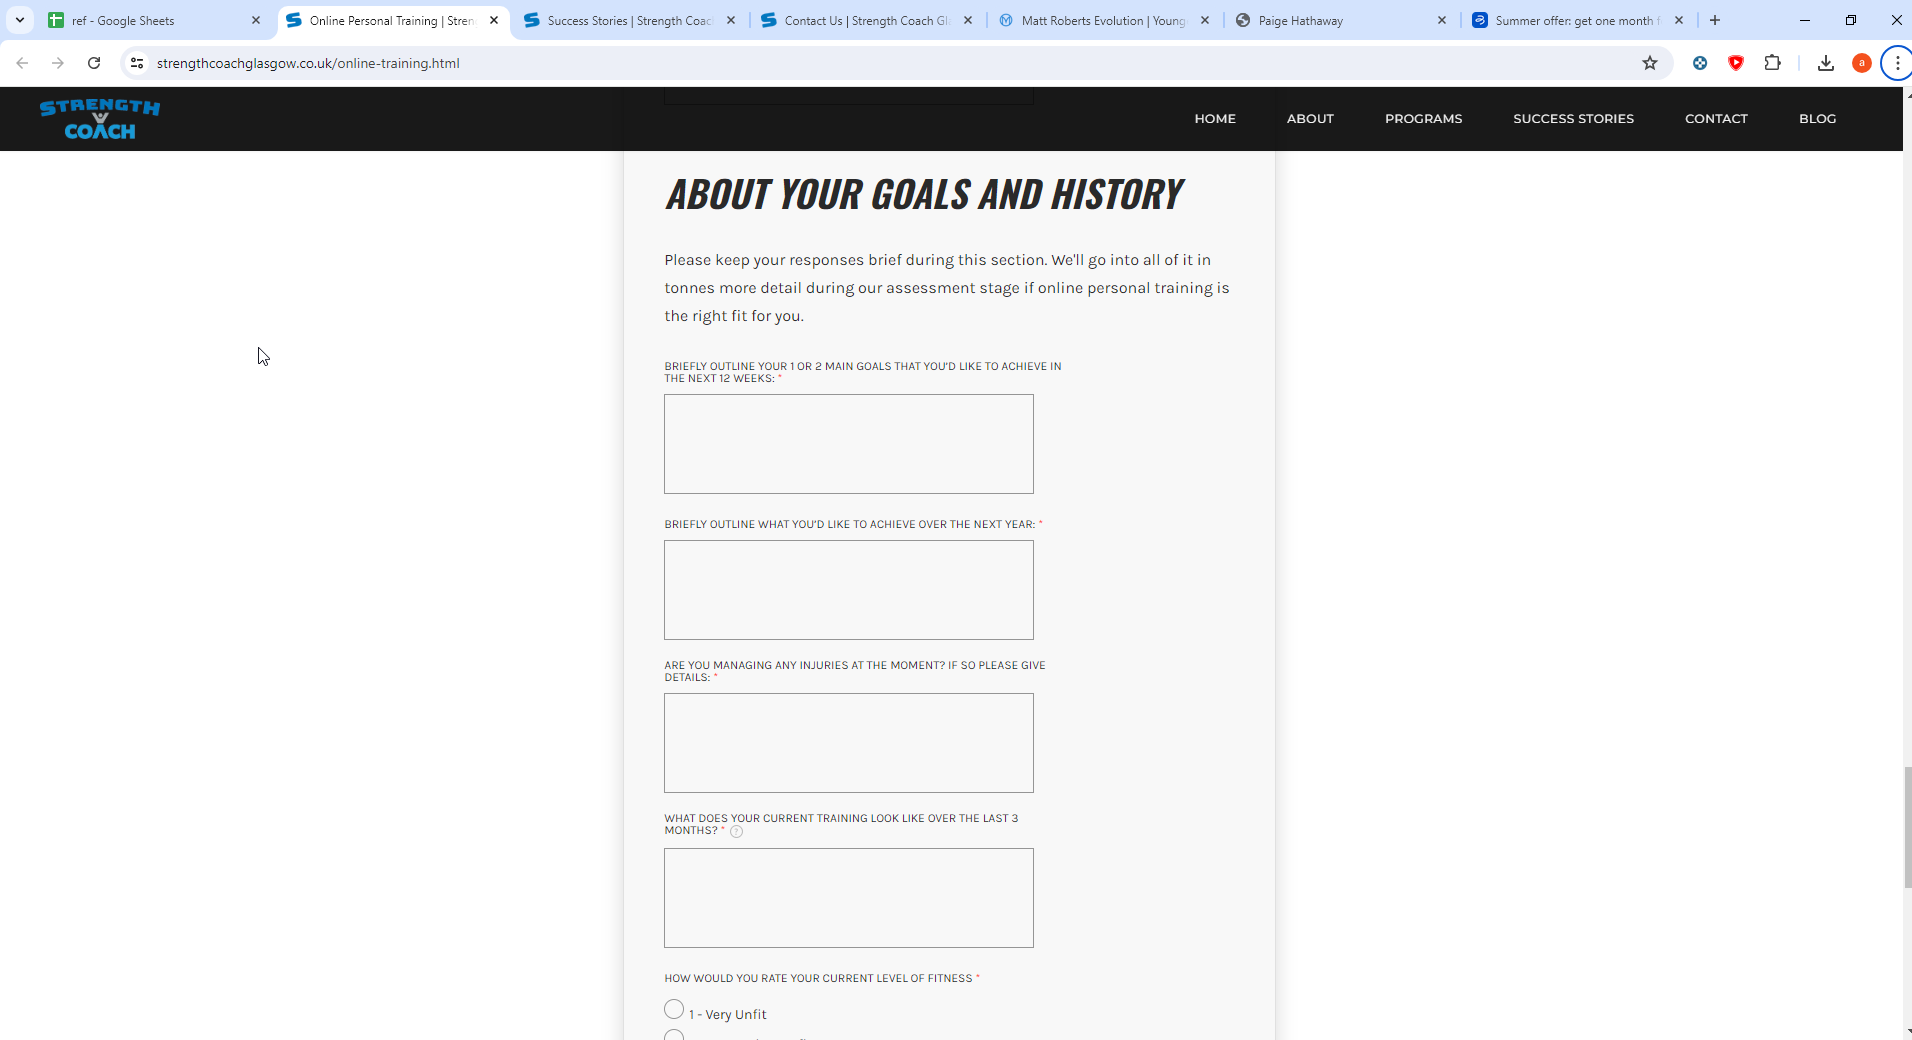 ref - Google Sheets
Online Personal Training | Stren
Success Stories | Strength Coac
Contact Us | Strength Coach Gl
Matt Roberts Evolution | Young
Paige Hathaway
Summer offer: get one month f
strengthcoachglasgow.co.uk/online-training.html
a
STRENGTH
COACH
HOME
ABOUT
PROGRAMS
SUCCESS STORIES
CONTACT
BLOG
ABOUT YOUR GOALS AND HISTORY
Please keep your responses brief during this section. We'll go into all of it in
tonnes more detail during our assessment stage if online personal training is
the right fit for you.
BRIEFLY OUTLINE YOUR 1 OR 2 MAIN GOALS THAT YOU'D LIKE TO ACHIEVE IN
THE NEXT 12 WEEKS: *
BRIEFLY OUTLINE WHAT YOU'D LIKE TO ACHIEVE OVER THE NEXT YEAR: *
ARE YOU MANAGING ANY INJURIES AT THE MOMENT? IF SO PLEASE GIVE
DETAILS: *
WHAT DOES YOUR CURRENT TRAINING LOOK LIKE OVER THE LAST 3
MONTHS? * ?
HOW WOULD YOU RATE YOUR CURRENT LEVEL OF FITNESS *
1 - Very Unfit